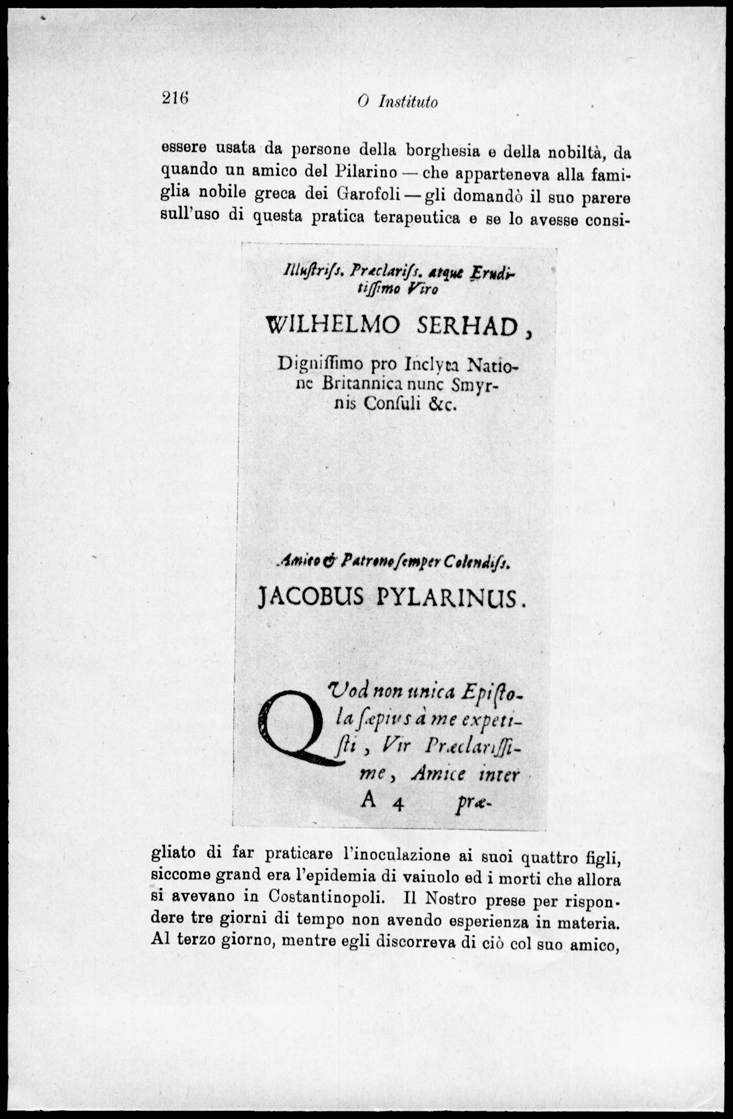 216
O Instituto
essere usata da persone della borghesia e della nobiltà, da
quando un amico del Pilarino — che apparteneva alla fami-
glia nobile greca dei Garofoli — gli domandò il suo parere
sull'uso di questa pratica terapeutica e se lo avesse consi-
Illuſtriſs. Præclariſs. atque Erudi-
tiſſimo Viro
WILHELMO SERHAD,
Digniſſimo pro Inclyta Natio-
ne Britannica nunc Smyr-
nis Conſuli &c.
Amico & Patrono ſemper Colendiſs.
JACOBUS PYLARINUS.
QVod non unica Epiſto-
la ſæpius à me expeti-
ſti, Vir Præclariſſi-
me, Amice inter
A 4 præ-
gliato di far praticare l'inoculazione ai suoi quattro figli,
siccome grand era l'epidemia di vaiuolo ed i morti che allora
si avevano in Costantinopoli. Il Nostro prese per rispon-
dere tre giorni di tempo non avendo esperienza in materia.
Al terzo giorno, mentre egli discorreva di ciò col suo amico,